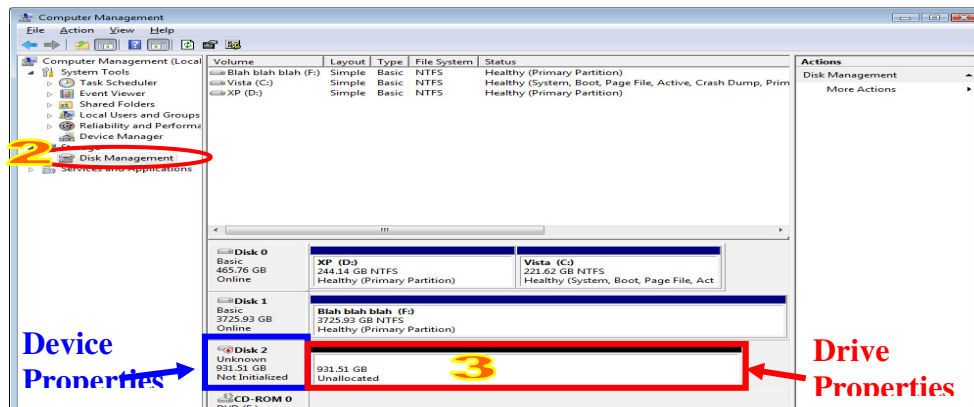 Computer Management
File Action View Help
Computer Management (Local
System Tools
Task Scheduler
Event Viewer
Shared Folders
Local Users and Groups
Reliability and Performa
Device Manager
2
Disk Management
Services and Applications
Volume Layout Type File System Status
Blah blah blah (F:) Simple Basic NTFS Healthy (Primary Partition)
Vista (C:) Simple Basic NTFS Healthy (System, Boot, Page File, Active, Crash Dump, Prim
XP (D:) Simple Basic NTFS Healthy (Primary Partition)
Actions
Disk Management
More Actions
Disk 0
Basic
465.76 GB
Online
XP (D:)
244.14 GB NTFS
Healthy (Primary Partition)
Vista (C:)
221.62 GB NTFS
Healthy (System, Boot, Page File, Act
Disk 1
Basic
3725.93 GB
Online
Blah blah blah (F:)
3725.93 GB NTFS
Healthy (Primary Partition)
Device
Properties
Disk 2
Unknown
931.51 GB
Not Initialized
931.51 GB
Unallocated
3
Drive
Properties
CD-ROM 0